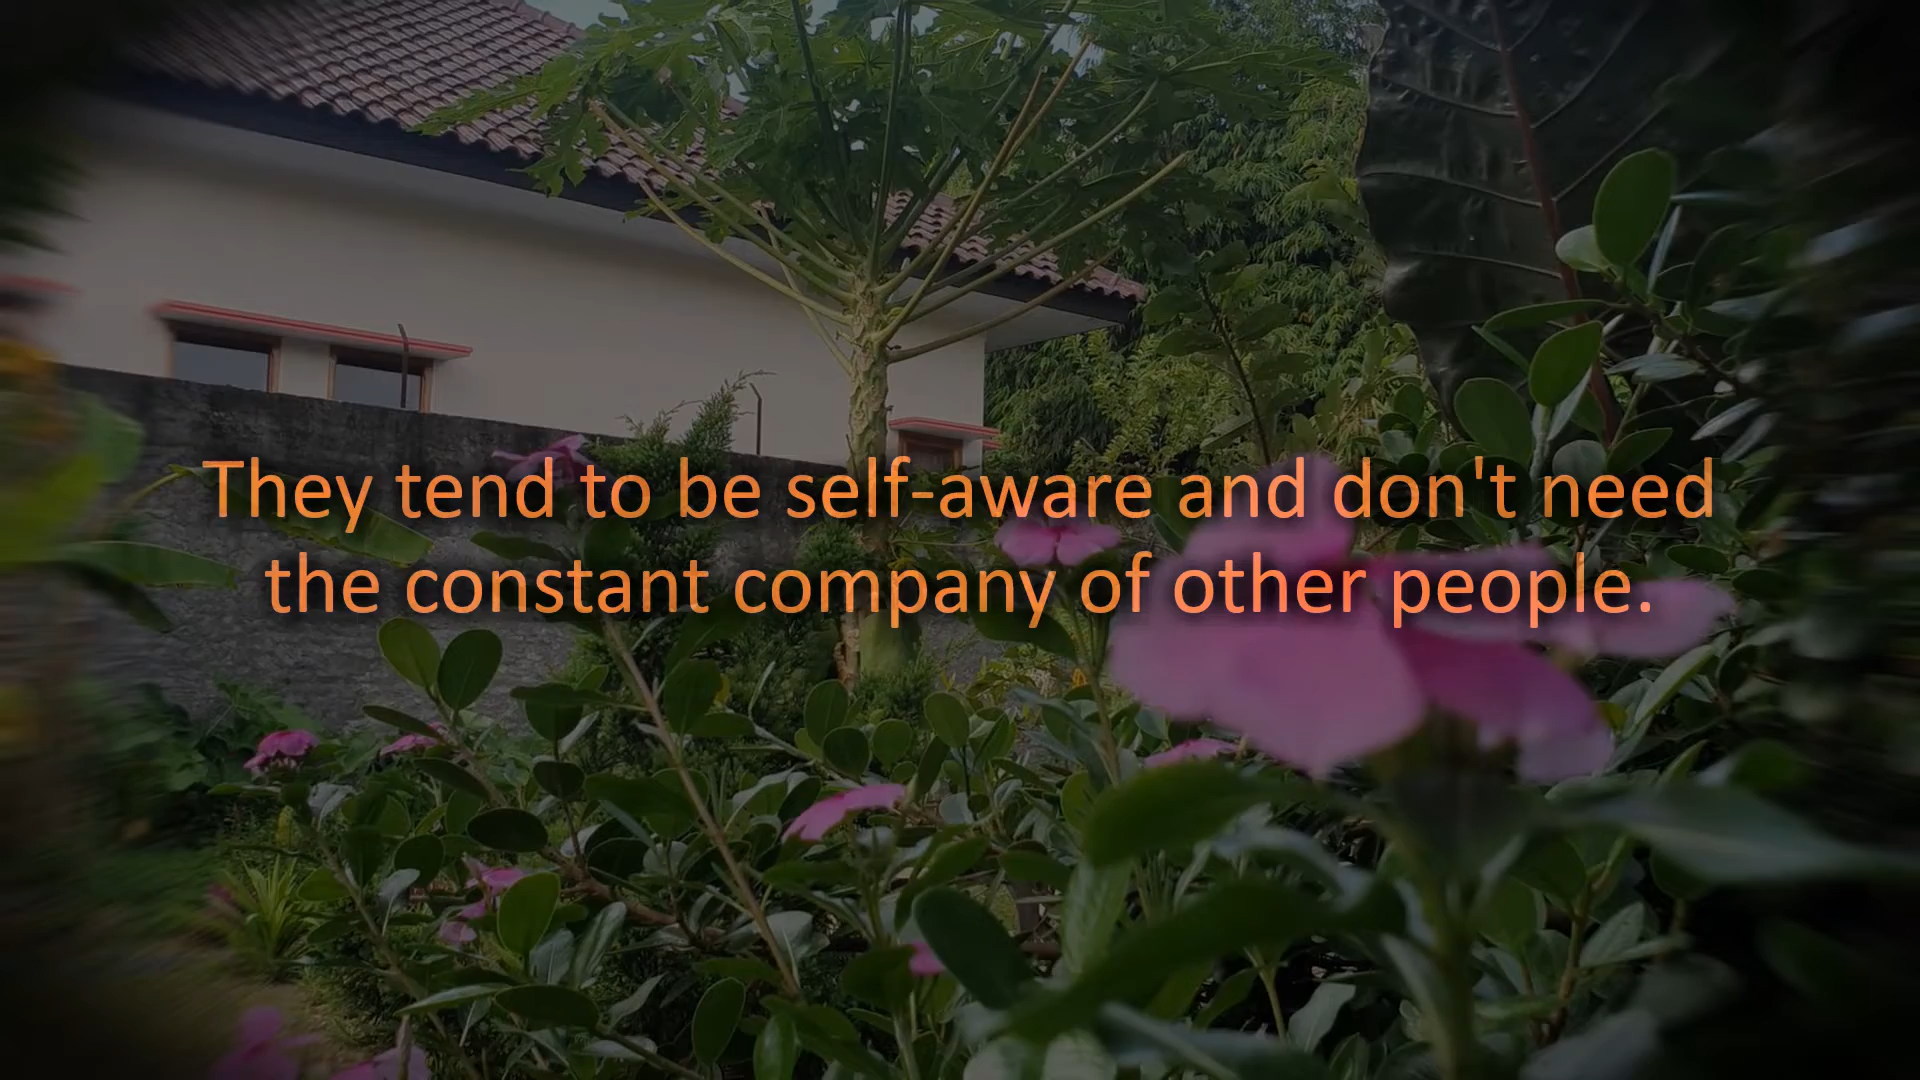 They tend to be self-aware and don't need
the constant company of other people.